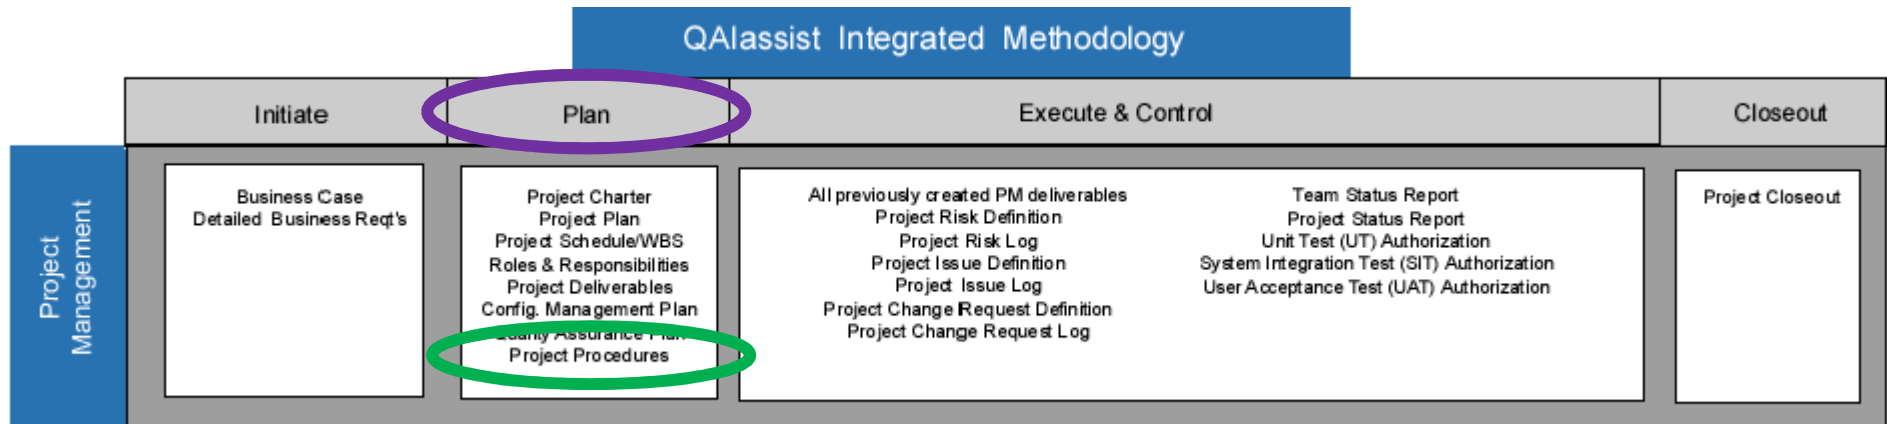 QAIassist Integrated Methodology
Initiate
Plan
Execute & Control
Closeout
Project
Management
Business Case
Detailed Business Reqt's
Project Charter
Project Plan
Project Schedule/WBS
Roles & Responsibilities
Project Deliverables
Config. Management Plan
Quality Assurance Plan
Project Procedures
All previously created PM deliverables
Project Risk Definition
Project Risk Log
Project Issue Definition
Project Issue Log
Project Change Request Definition
Project Change Request Log
Team Status Report
Project Status Report
Unit Test (UT) Authorization
System Integration Test (SIT) Authorization
User Acceptance Test (UAT) Authorization
Project Closeout